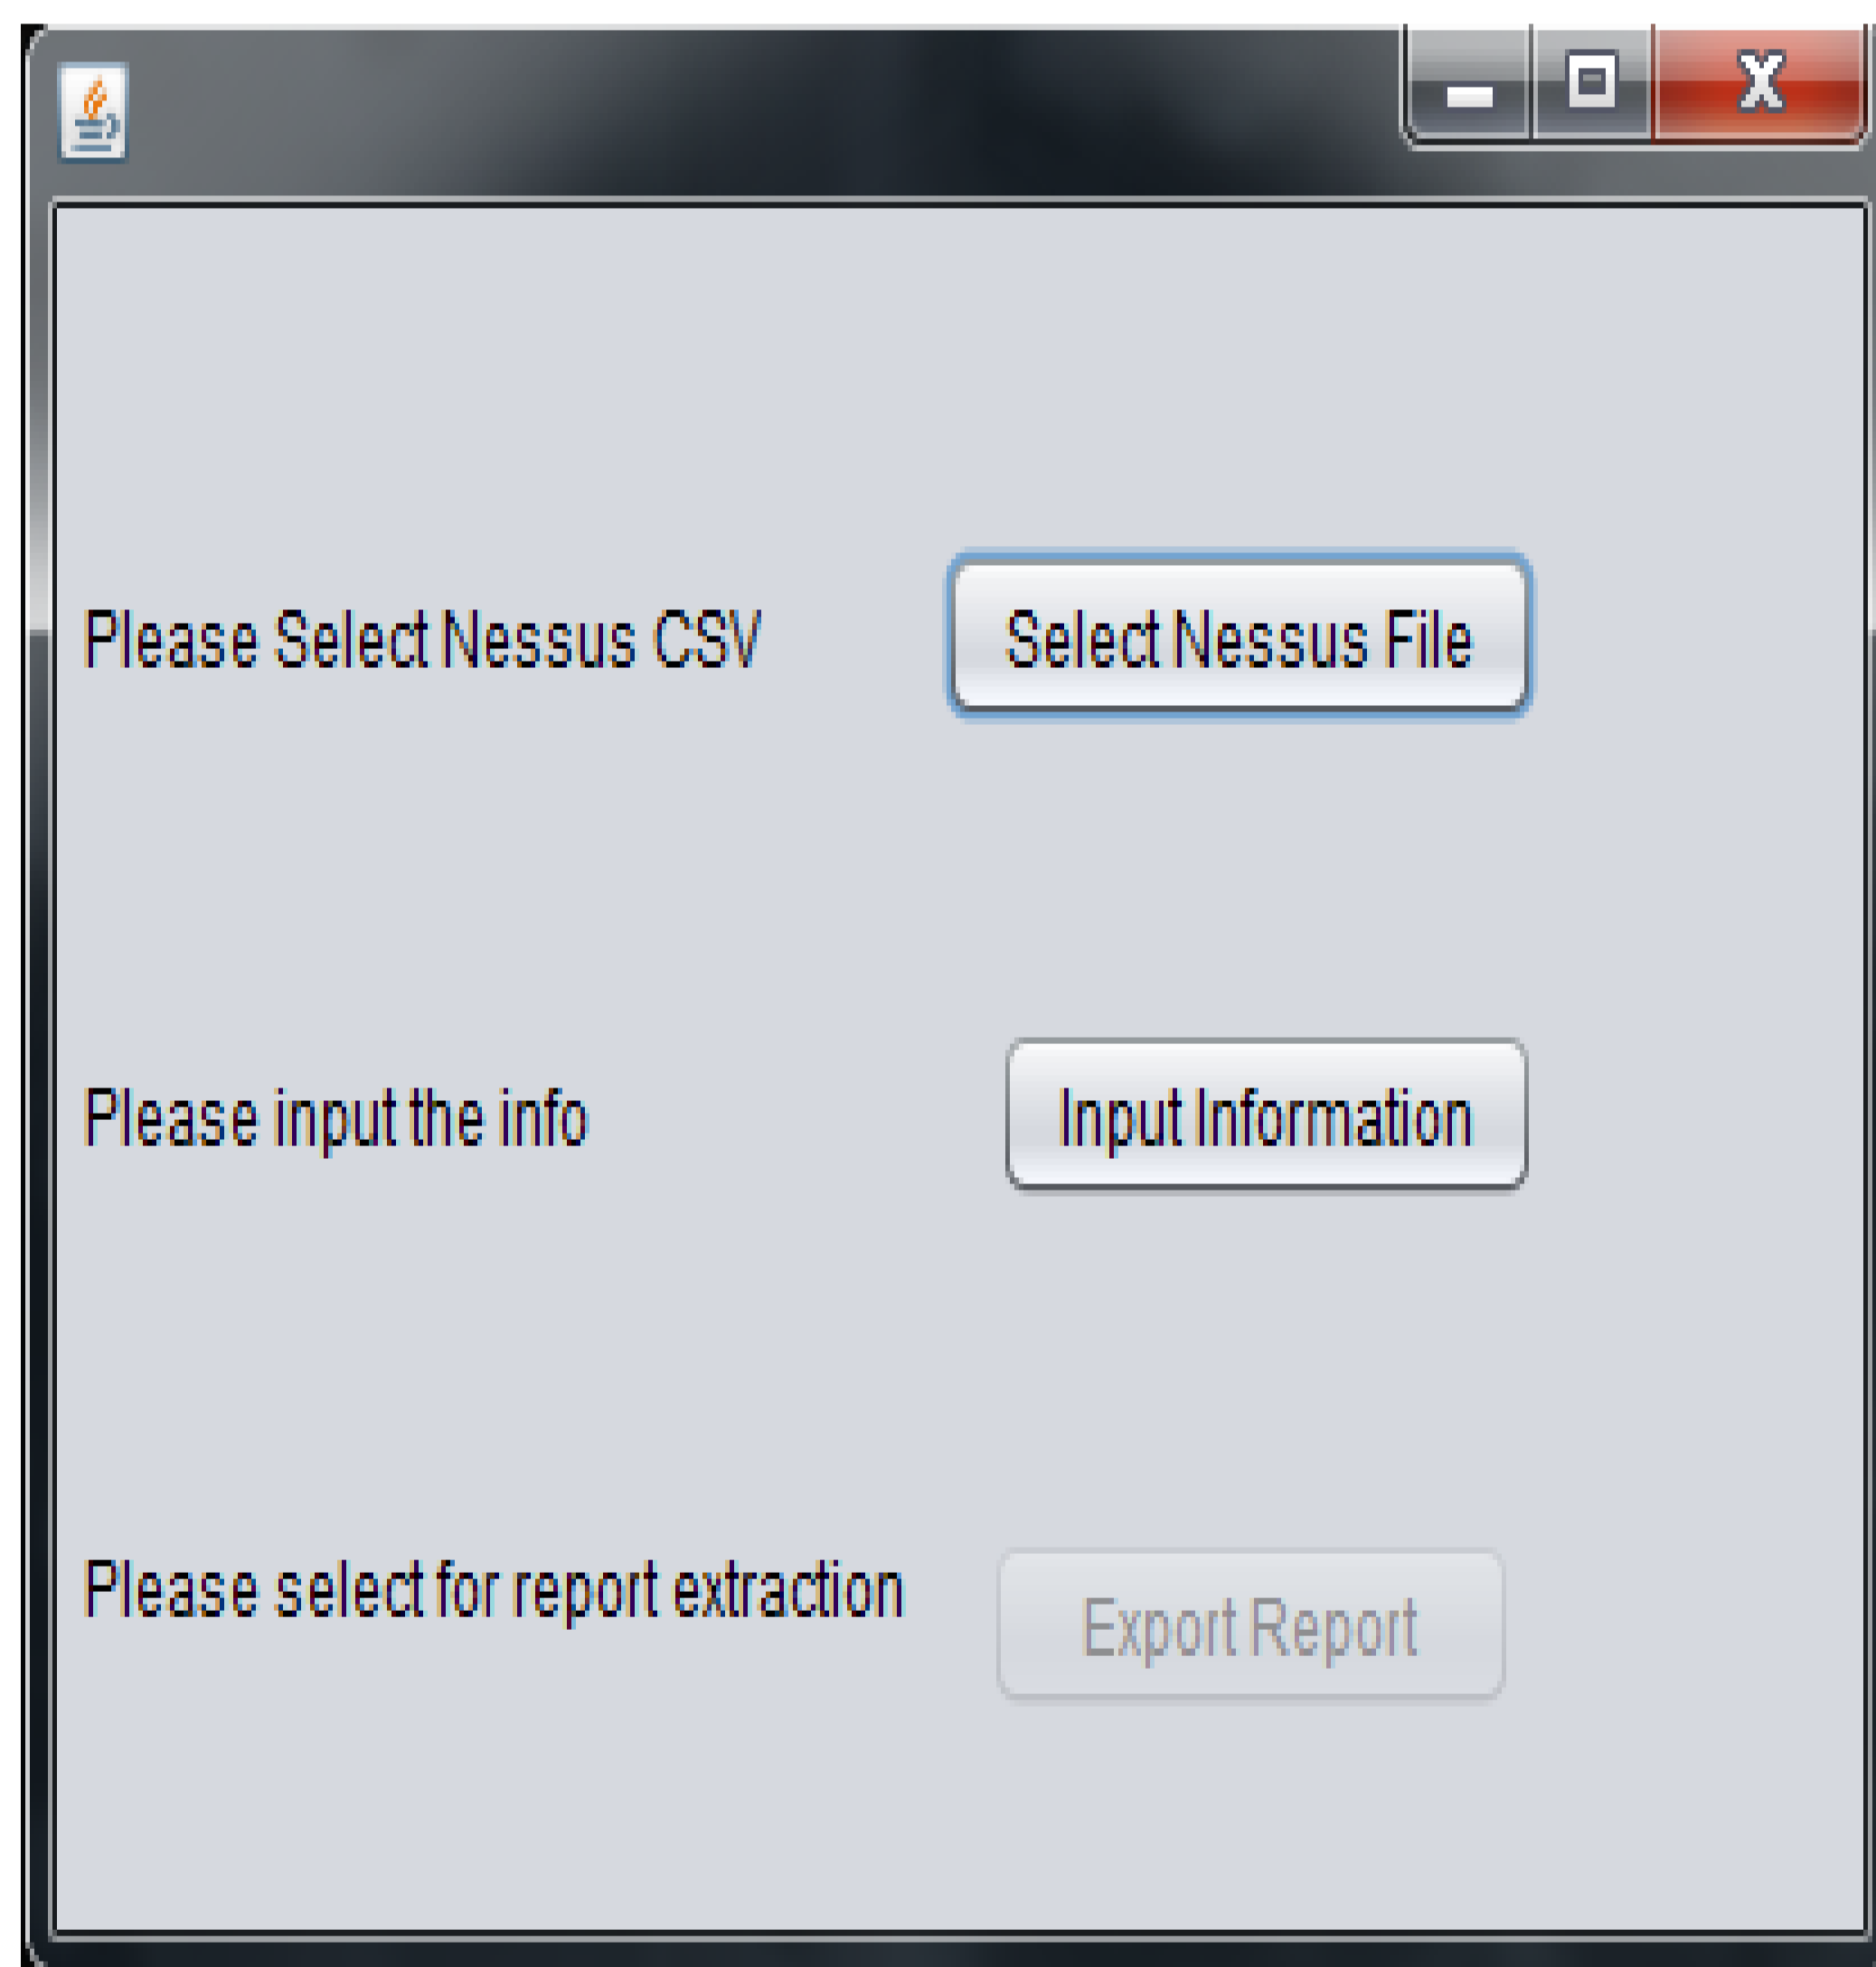 Please Select Nessus CSV
Select Nessus File
Please input the info
Input Information
Please select for report extraction
Export Report